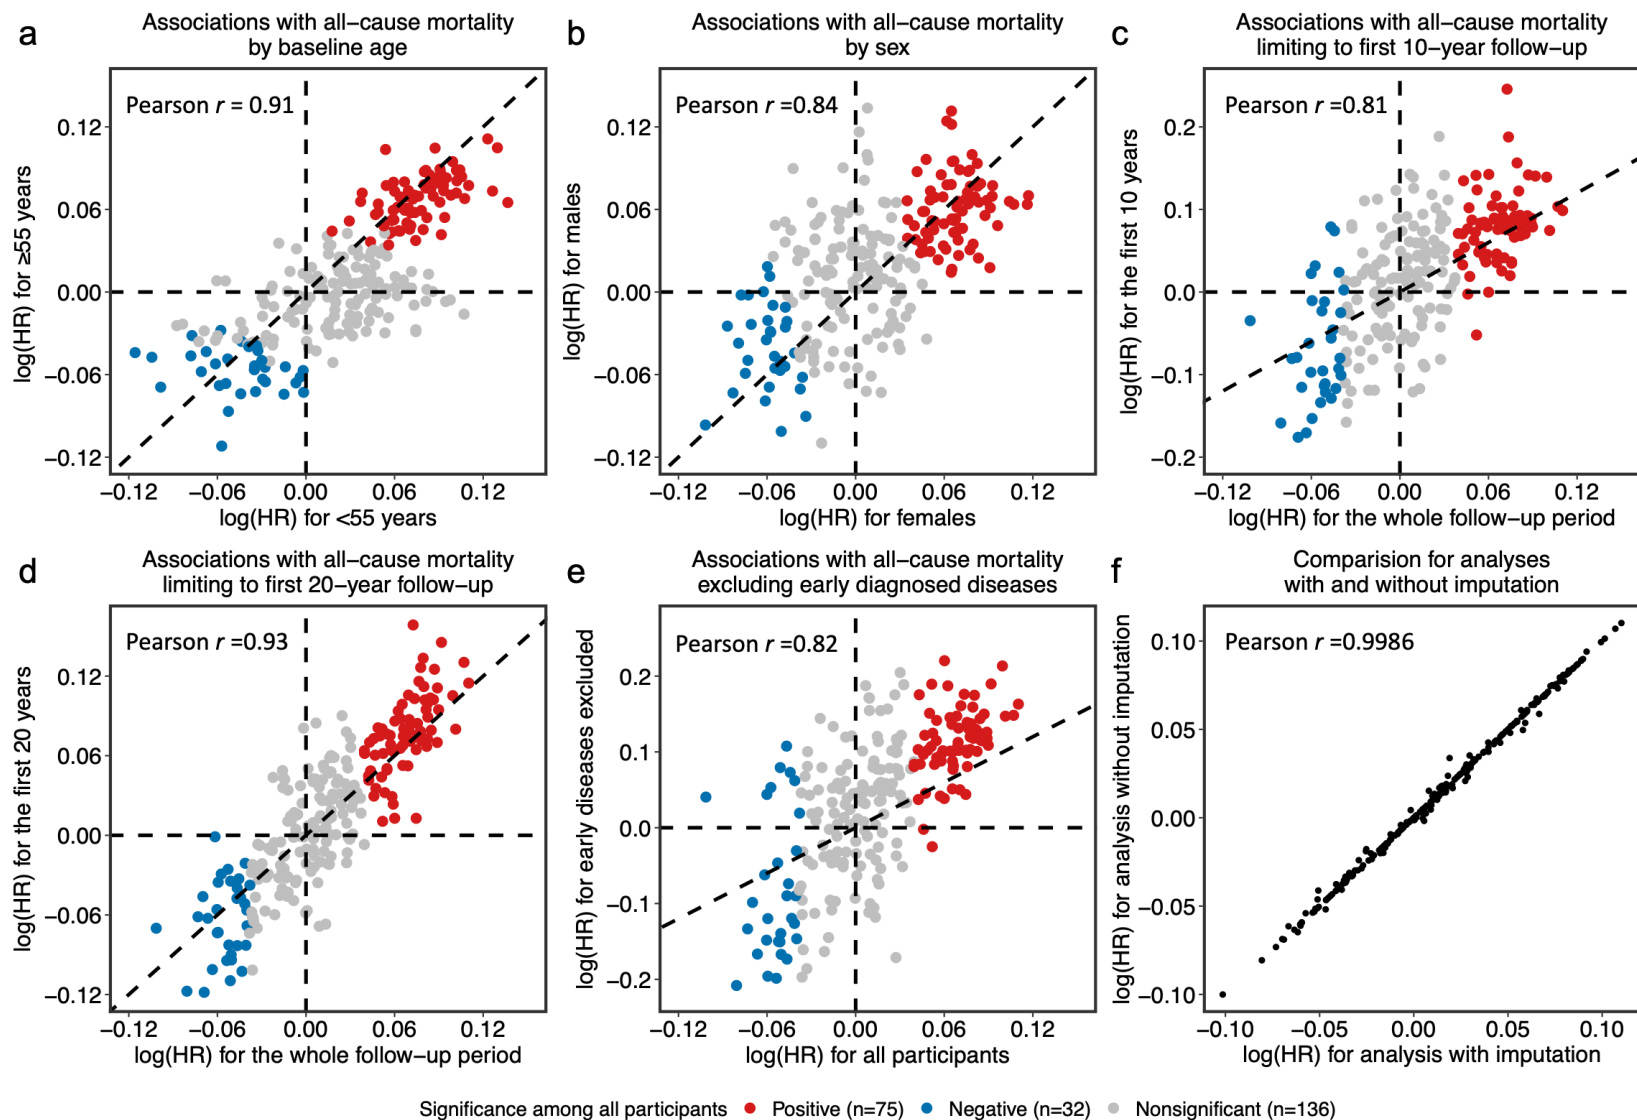 a
Associations with all−cause mortality
by baseline age
Pearson r = 0.91
log(HR) for ≥55 years
0.12
0.06
0.00
−0.06
−0.12
−0.12 −0.06 0.00 0.06 0.12
log(HR) for <55 years
b
Associations with all−cause mortality
by sex
Pearson r =0.84
log(HR) for males
0.12
0.06
0.00
−0.06
−0.12
−0.12 −0.06 0.00 0.06 0.12
log(HR) for females
c
Associations with all−cause mortality
limiting to first 10−year follow−up
Pearson r =0.81
log(HR) for the first 10 years
0.2
0.1
0.0
−0.1
−0.2
−0.12 −0.06 0.00 0.06 0.12
log(HR) for the whole follow−up period
d
Associations with all−cause mortality
limiting to first 20−year follow−up
Pearson r =0.93
log(HR) for the first 20 years
0.12
0.06
0.00
−0.06
−0.12
−0.12 −0.06 0.00 0.06 0.12
log(HR) for the whole follow−up period
e
Associations with all−cause mortality
excluding early diagnosed diseases
Pearson r =0.82
log(HR) for early diseases excluded
0.2
0.1
0.0
−0.1
−0.2
−0.12 −0.06 0.00 0.06 0.12
log(HR) for all participants
f
Comparision for analyses
with and without imputation
Pearson r =0.9986
log(HR) for analysis without imputation
0.10
0.05
0.00
−0.05
−0.10
−0.10 −0.05 0.00 0.05 0.10
log(HR) for analysis with imputation
Significance among all participants Positive (n=75) Negative (n=32) Nonsignificant (n=136)